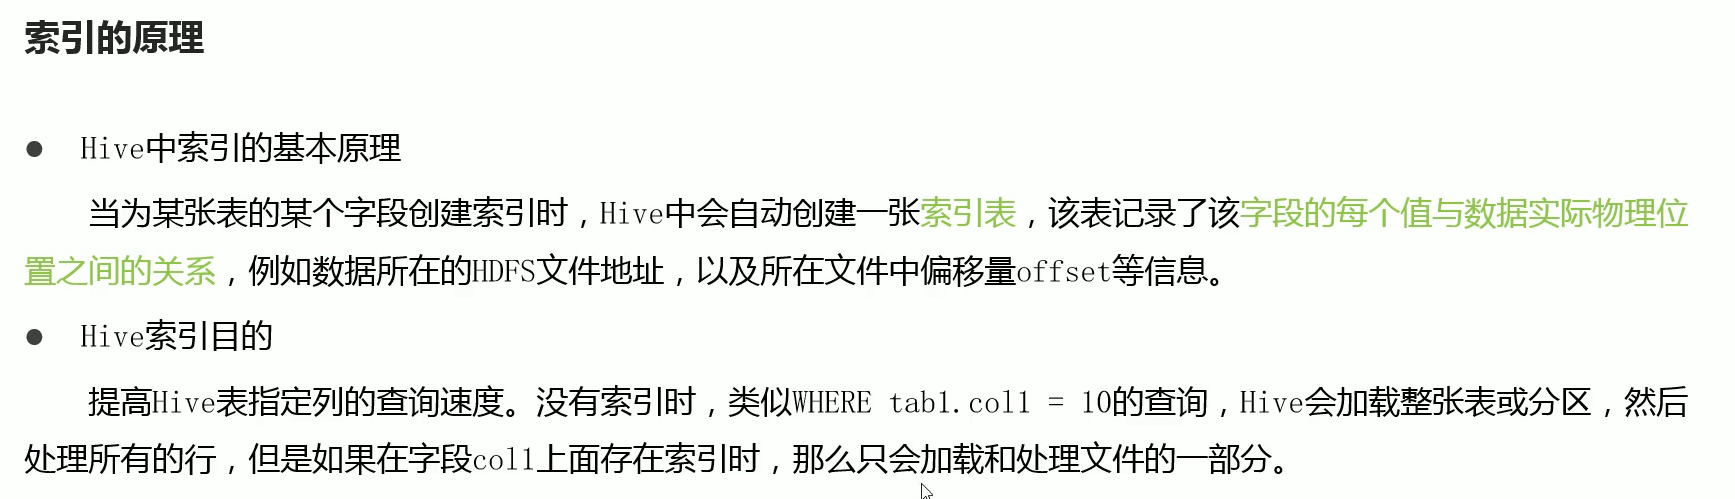 索引的原理
● Hive中索引的基本原理
当为某张表的某个字段创建索引时，Hive中会自动创建一张索引表，该表记录了该字段的每个值与数据实际物理位
置之间的关系，例如数据所在的HDFS文件地址，以及所在文件中偏移量offset等信息。
● Hive索引目的
提高Hive表指定列的查询速度。没有索引时，类似WHERE tab1.col1 = 10的查询，Hive会加载整张表或分区，然后
处理所有的行，但是如果在字段col1上面存在索引时，那么只会加载和处理文件的一部分。